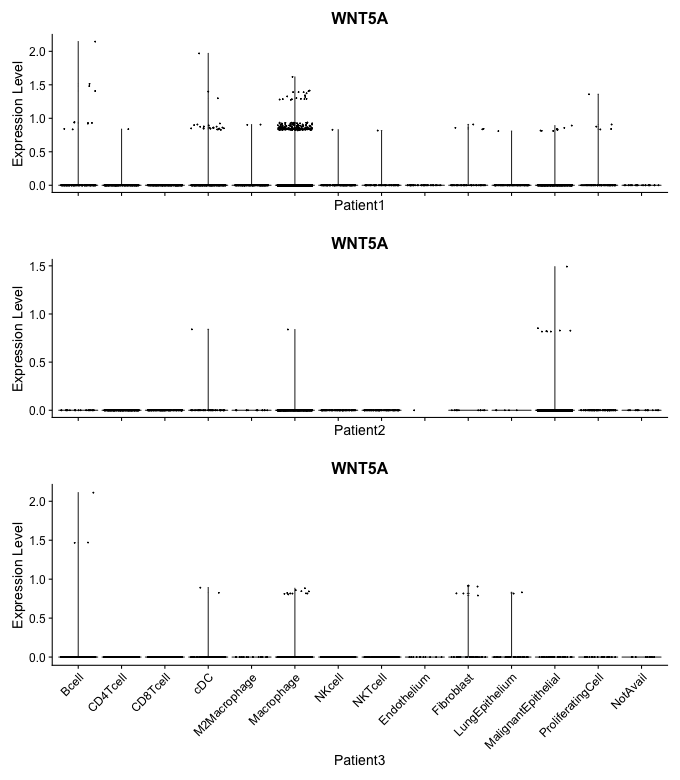 WNT5A
Expression Level
2.0
1.5
1.0
0.5
0.0
Patient1
WNT5A
Expression Level
1.5
1.0
0.5
0.0
Patient2
WNT5A
Expression Level
2.0
1.5
1.0
0.5
0.0
Bcell
CD4Tcell
CD8Tcell
cDC
M2Macrophage
Macrophage
NKcell
NKTcell
Endothelium
Fibroblast
LungEpithelium
MalignantEpithelial
ProliferatingCell
NotAvail
Patient3